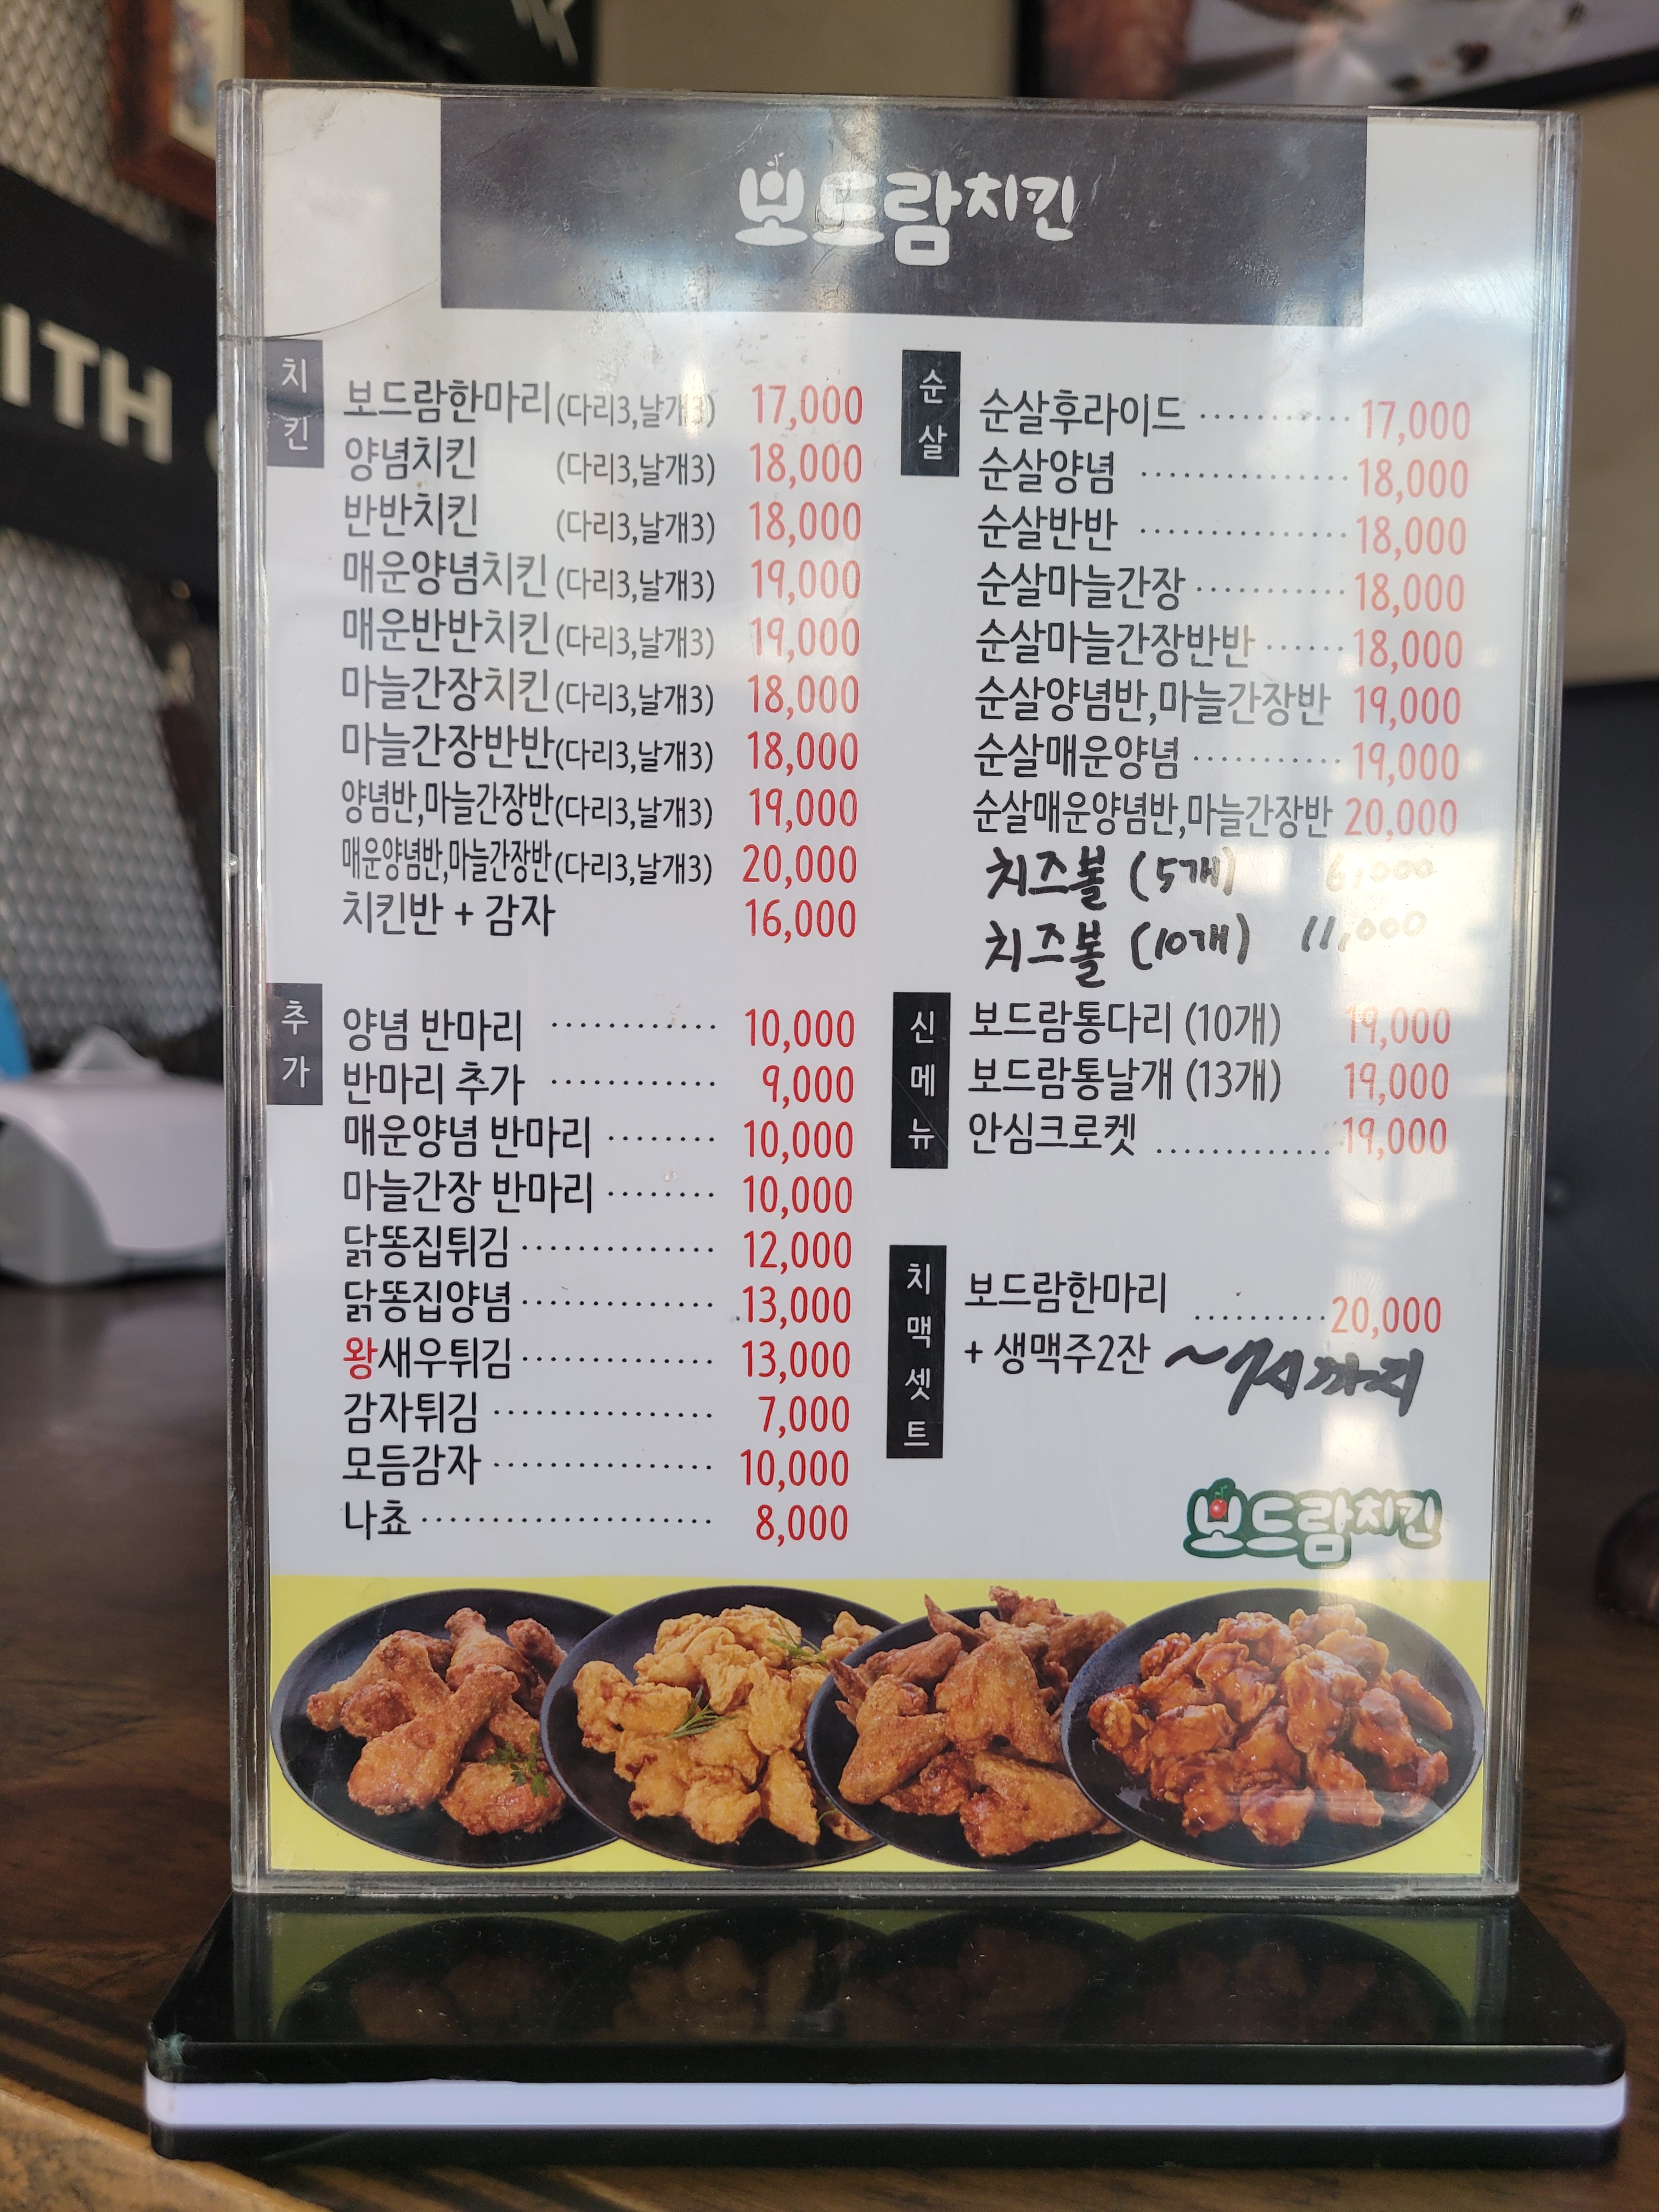 ITH
보드람치킨
치킨
보드람한마리(다리3,날개3) 17,000
양념치킨 (다리3,날개3) 18,000
반반치킨 (다리3,날개3) 18,000
매운양념치킨 (다리3,날개3) 19,000
매운반반치킨 (다리3,날개3) 19,000
마늘간장치킨 (다리3,날개3) 18,000
마늘간장반반(다리3,날개3) 18,000
양념반,마늘간장반(다리3,날개3) 19,000
매운양념반,마늘간장반(다리3,날개3) 20,000
치킨반 + 감자 16,000
추가
양념 반마리 ············ 10,000
반마리 추가 ············ 9,000
매운양념 반마리 ········ 10,000
마늘간장 반마리 ········ 10,000
닭똥집튀김 ·············· 12,000
닭똥집양념 ·············· 13,000
왕새우튀김 ·············· 13,000
감자튀김 ················ 7,000
모듬감자 ················ 10,000
나쵸 ····················· 8,000
순살
순살후라이드 ··········· 17,000
순살양념 ··············· 18,000
순살반반 ··············· 18,000
순살마늘간장 ··········· 18,000
순살마늘간장반반 ······ 18,000
순살양념반,마늘간장반 19,000
순살매운양념 ··········· 19,000
순살매운양념반,마늘간장반 20,000
치즈볼 (5개) 6,000
치즈볼 (10개) 11,000
신메뉴
보드람통다리 (10개) 19,000
보드람통날개 (13개) 19,000
안심크로켓 ············· 19,000
치맥셋트
보드람한마리
+ 생맥주2잔 ·········· 20,000
~7시까지
보드람치킨